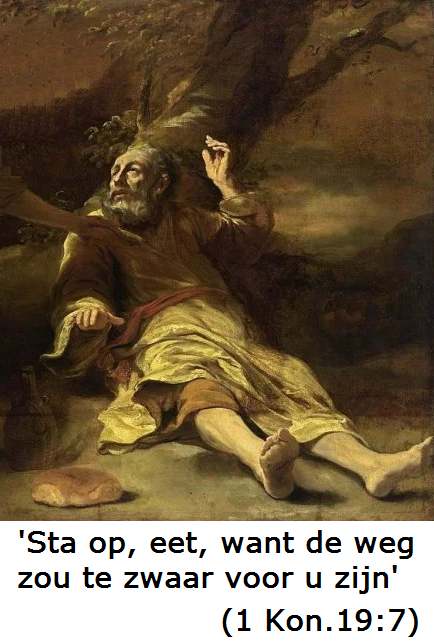 'Sta op, eet, want de weg
zou te zwaar voor u zijn'
(1 Kon.19:7)